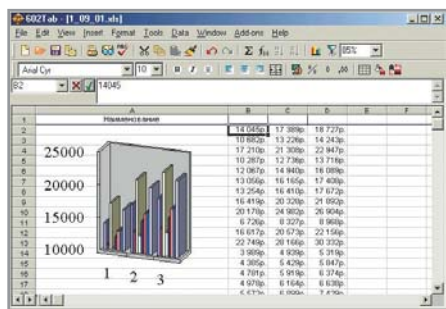 602Tab - [1_09_01.xls]
File Edit View Insert Format Tools Data Window Add-ons Help
85%
Arial Cyr 10 B I U
B2 14045
A B C D E F
1 Наименование
2 14 045р. 17 389р. 18 727р.
3 10 682р. 13 226р. 14 243р.
4 17 210р. 21 308р. 22 947р.
5 10 287р. 12 736р. 13 716р.
6 12 067р. 14 940р. 16 089р.
7 13 056р. 16 165р. 17 408р.
8 13 254р. 16 410р. 17 672р.
9 16 419р. 20 328р. 21 892р.
10 20 178р. 24 982р. 26 904р.
11 6 726р. 8 327р. 8 968р.
12 16 617р. 20 573р. 22 156р.
13 22 749р. 28 166р. 30 332р.
14 3 989р. 4 939р. 5 319р.
15 4 385р. 5 429р. 5 847р.
16 4 781р. 5 919р. 6 374р.
17 4 978р. 6 164р. 6 638р.
25000
20000
15000
10000
1 2 3